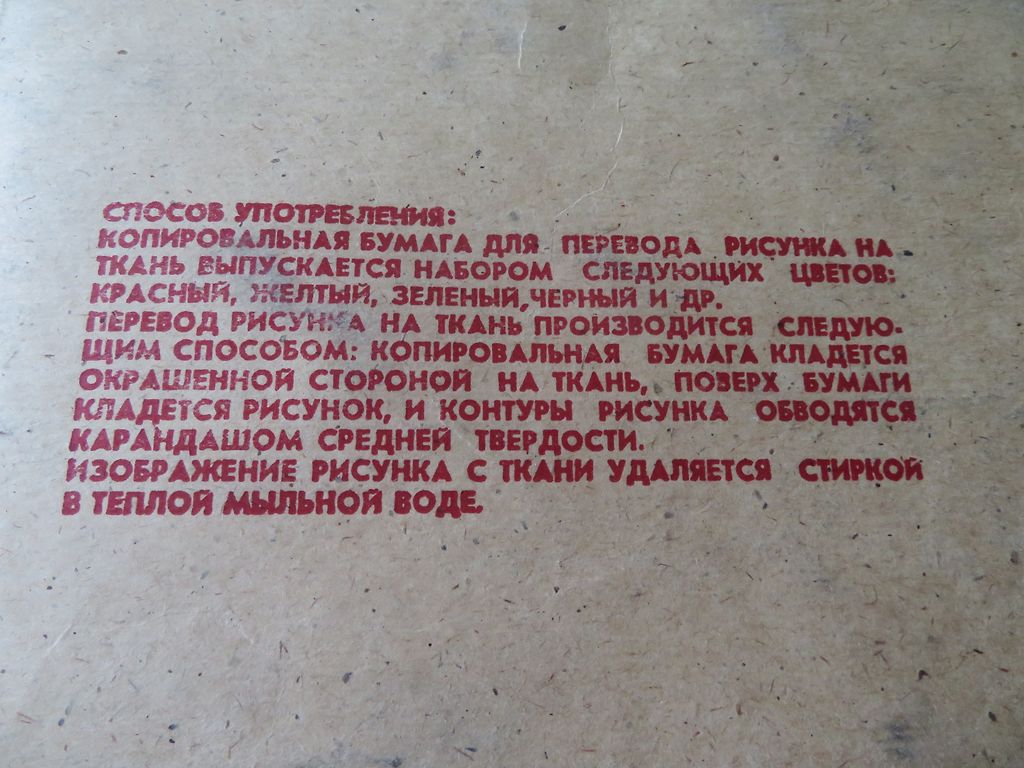 СПОСОБ УПОТРЕБЛЕНИЯ:
КОПИРОВАЛЬНАЯ БУМАГА ДЛЯ ПЕРЕВОДА РИСУНКА НА
ТКАНЬ ВЫПУСКАЕТСЯ НАБОРОМ СЛЕДУЮЩИХ ЦВЕТОВ:
КРАСНЫЙ, ЖЕЛТЫЙ, ЗЕЛЕНЫЙ, ЧЕРНЫЙ И ДР.
ПЕРЕВОД РИСУНКА НА ТКАНЬ ПРОИЗВОДИТСЯ СЛЕДУЮ-
ЩИМ СПОСОБОМ: КОПИРОВАЛЬНАЯ БУМАГА КЛАДЕТСЯ
ОКРАШЕННОЙ СТОРОНОЙ НА ТКАНЬ, ПОВЕРХ БУМАГИ
КЛАДЕТСЯ РИСУНОК, И КОНТУРЫ РИСУНКА ОБВОДЯТСЯ
КАРАНДАШОМ СРЕДНЕЙ ТВЕРДОСТИ.
ИЗОБРАЖЕНИЕ РИСУНКА С ТКАНИ УДАЛЯЕТСЯ СТИРКОЙ
В ТЕПЛОЙ МЫЛЬНОЙ ВОДЕ.